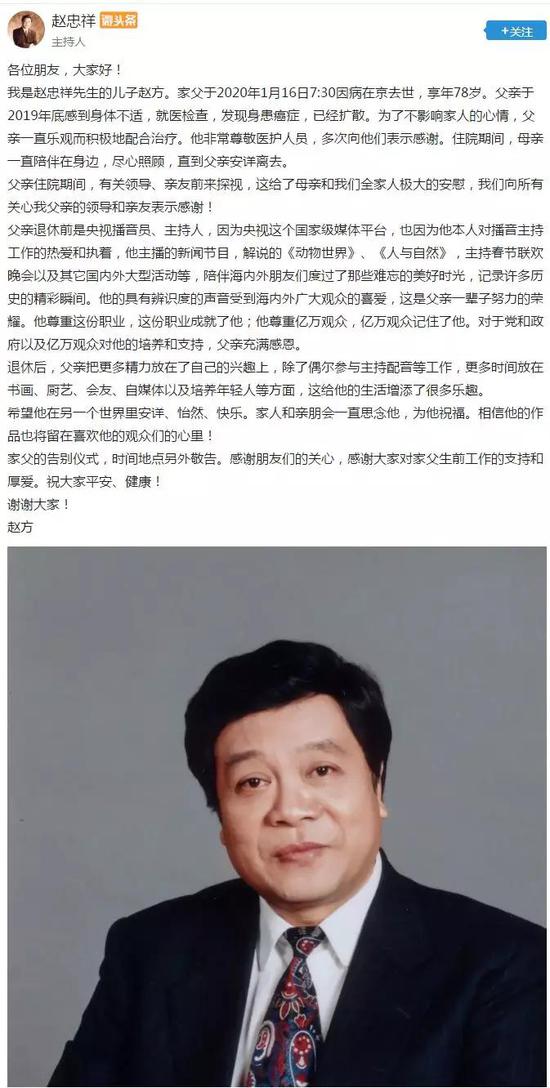 赵忠祥 微头条
主持人
+关注
各位朋友，大家好！
我是赵忠祥先生的儿子赵方。家父于2020年1月16日7:30因病在京去世，享年78岁。父亲于
2019年底感到身体不适，就医检查，发现身患癌症，已经扩散。为了不影响家人的心情，父
亲一直乐观而积极地配合治疗。他非常尊敬医护人员，多次向他们表示感谢。住院期间，母亲
一直陪伴在身边，尽心照顾，直到父亲安详离去。
父亲住院期间，有关领导、亲友前来探视，这给了母亲和我们全家人极大的安慰，我们向所有
关心我父亲的领导和亲友表示感谢！
父亲退休前是央视播音员、主持人，因为央视这个国家级媒体平台，也因为他本人对播音主持
工作的热爱和执着，他主播的新闻节目，解说的《动物世界》、《人与自然》，主持春节联欢
晚会以及其它国内外大型活动等，陪伴海内外朋友们度过了那些难忘的美好时光，记录许多历
史的精彩瞬间。他的具有辨识度的声音受到海内外广大观众的喜爱，这是父亲一辈子努力的荣
耀。他尊重这份职业，这份职业成就了他；他尊重亿万观众，亿万观众记住了他。对于党和政
府以及亿万观众对他的培养和支持，父亲充满感恩。
退休后，父亲把更多精力放在了自己的兴趣上，除了偶尔参与主持配音等工作，更多时间放在
书画、厨艺、会友、自媒体以及培养年轻人等方面，这给他的生活增添了很多乐趣。
希望他在另一个世界里安详、怡然、快乐。家人和亲朋会一直思念他，为他祝福。相信他的作
品也将留在喜欢他的观众们的心里！
家父的告别仪式，时间地点另外敬告。感谢朋友们的关心，感谢大家对家父生前工作的支持和
厚爱。祝大家平安、健康！
谢谢大家！
赵方